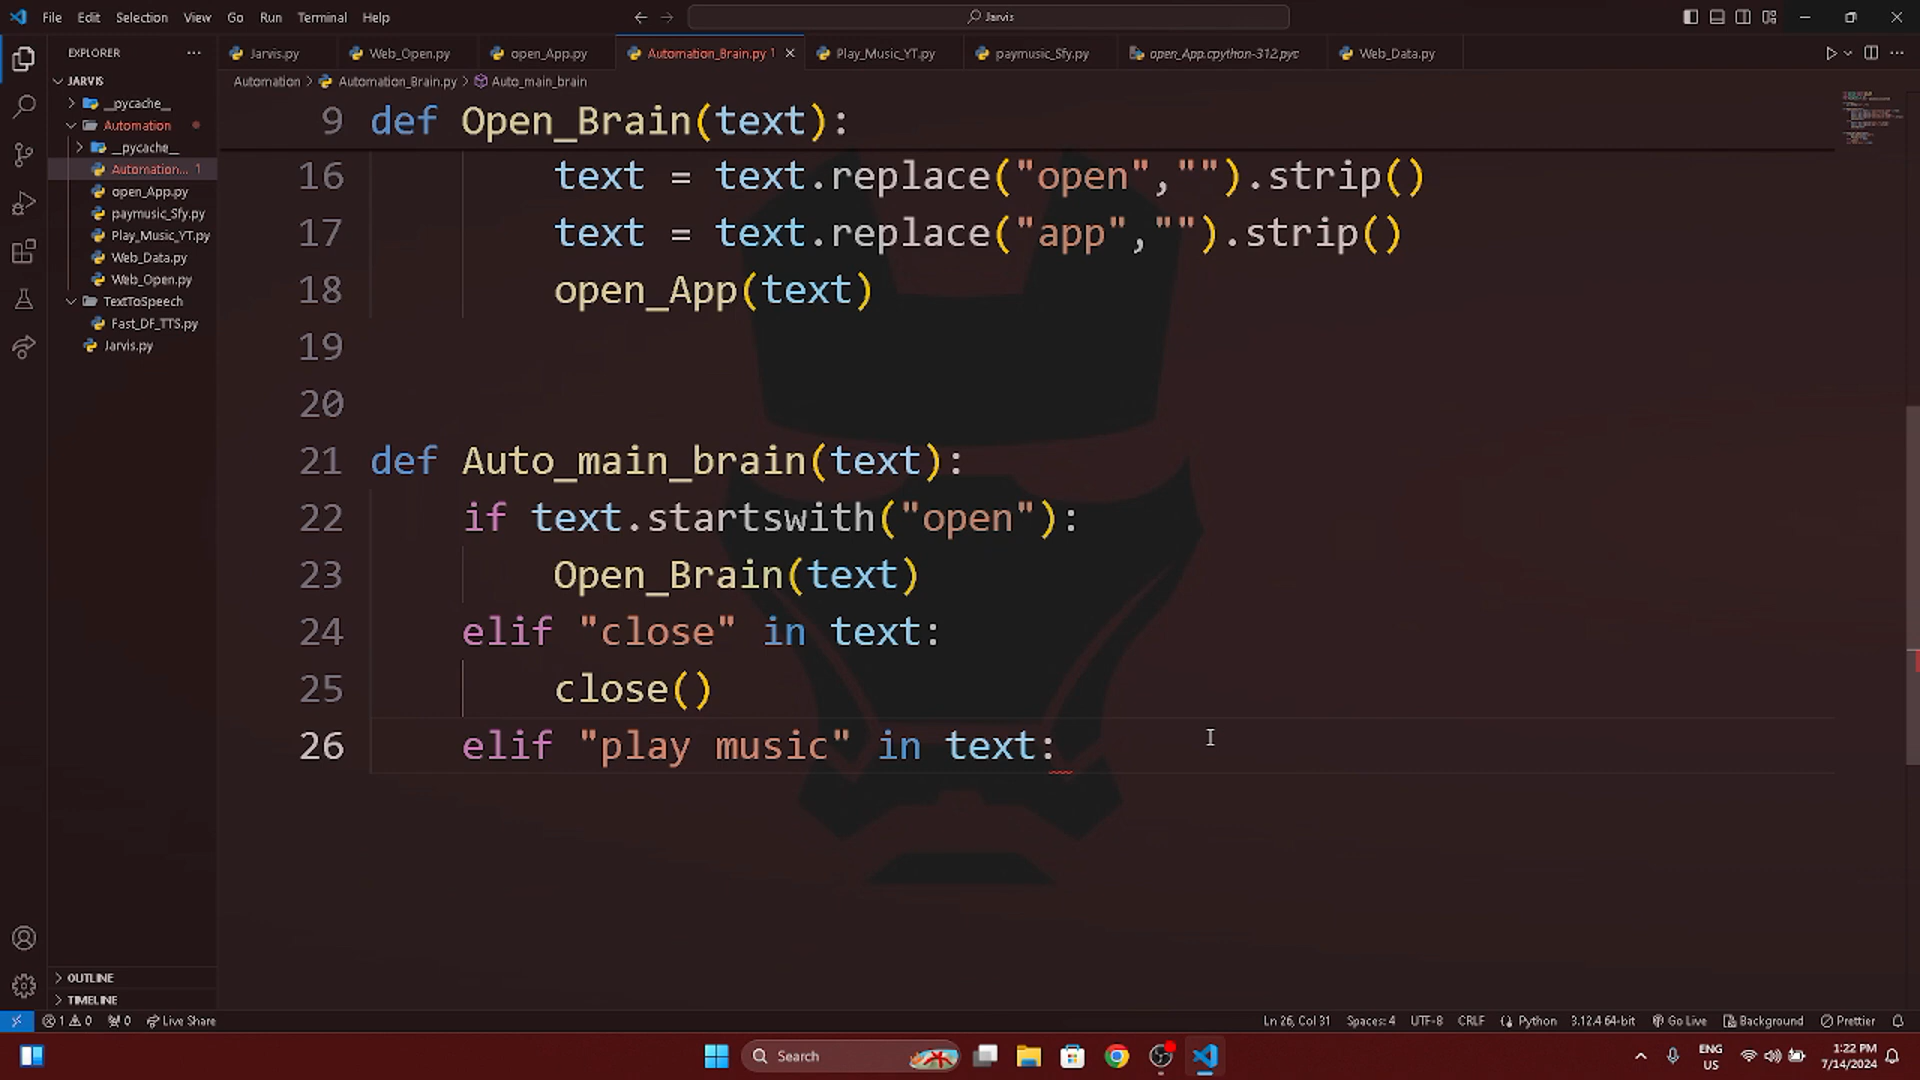 File Edit Selection View Go Run Terminal Help
Jarvis
EXPLORER
JARVIS
__pycache__
Automation
__pycache__
Automation... 1
open_App.py
paymusic_Sfy.py
Play_Music_YT.py
Web_Data.py
Web_Open.py
TextToSpeech
Fast_DF_TTS.py
Jarvis.py
OUTLINE
TIMELINE
Jarvis.py Web_Open.py open_App.py Automation_Brain.py 1 Play_Music_YT.py paymusic_Sfy.py open_App.cpython-312.pyc Web_Data.py
Automation > Automation_Brain.py > Auto_main_brain
9 def Open_Brain(text):
16 text = text.replace("open","").strip()
17 text = text.replace("app","").strip()
18 open_App(text)
19
20
21 def Auto_main_brain(text):
22 if text.startswith("open"):
23 Open_Brain(text)
24 elif "close" in text:
25 close()
26 elif "play music" in text:
1 0 0 Live Share
Ln 26, Col 31 Spaces: 4 UTF-8 CRLF Python 3.12.4 64-bit Go Live Background Prettier
Search
ENG
US
1:22 PM
7/14/2024